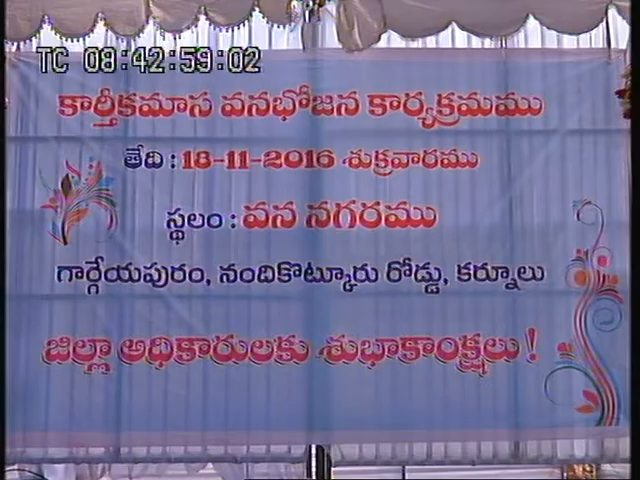 TC 08:42:59:02
కార్తీకమాస వనభోజన కార్యక్రమము
తేది : 18-11-2016 శుక్రవారము
స్థలం : వన నగరము
గార్గేయపురం, నందికొట్కూరు రోడ్డు, కర్నూలు
జిల్లా అధికారులకు శుభాకాంక్షలు !